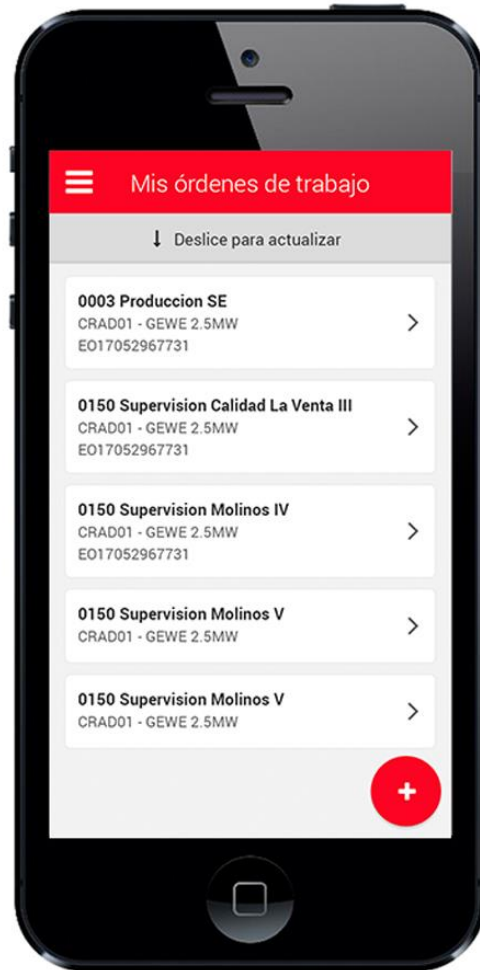 Mis órdenes de trabajo
Deslice para actualizar
0003 Produccion SE
CRAD01 - GEWE 2.5MW
EO17052967731
0150 Supervision Calidad La Venta III
CRAD01 - GEWE 2.5MW
EO17052967731
0150 Supervision Molinos IV
CRAD01 - GEWE 2.5MW
EO17052967731
0150 Supervision Molinos V
CRAD01 - GEWE 2.5MW
0150 Supervision Molinos V
CRAD01 - GEWE 2.5MW